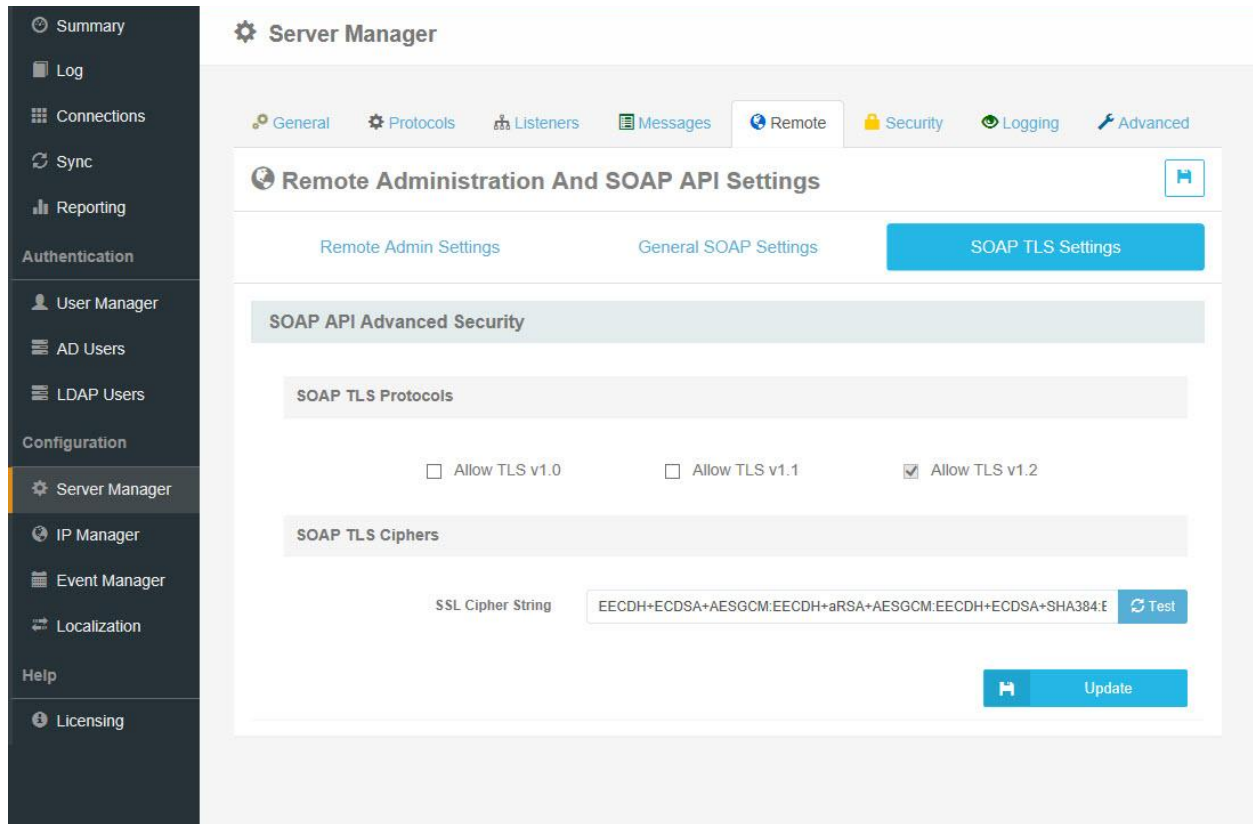 Summary
Log
Connections
Sync
Reporting
Authentication
User Manager
AD Users
LDAP Users
Configuration
Server Manager
IP Manager
Event Manager
Localization
Help
Licensing
Server Manager
General Protocols Listeners Messages Remote Security Logging Advanced
Remote Administration And SOAP API Settings
Remote Admin Settings General SOAP Settings SOAP TLS Settings
SOAP API Advanced Security
SOAP TLS Protocols
Allow TLS v1.0 Allow TLS v1.1 Allow TLS v1.2
SOAP TLS Ciphers
SSL Cipher String EECDH+ECDSA+AESGCM:EECDH+aRSA+AESGCM:EECDH+ECDSA+SHA384:E Test
Update